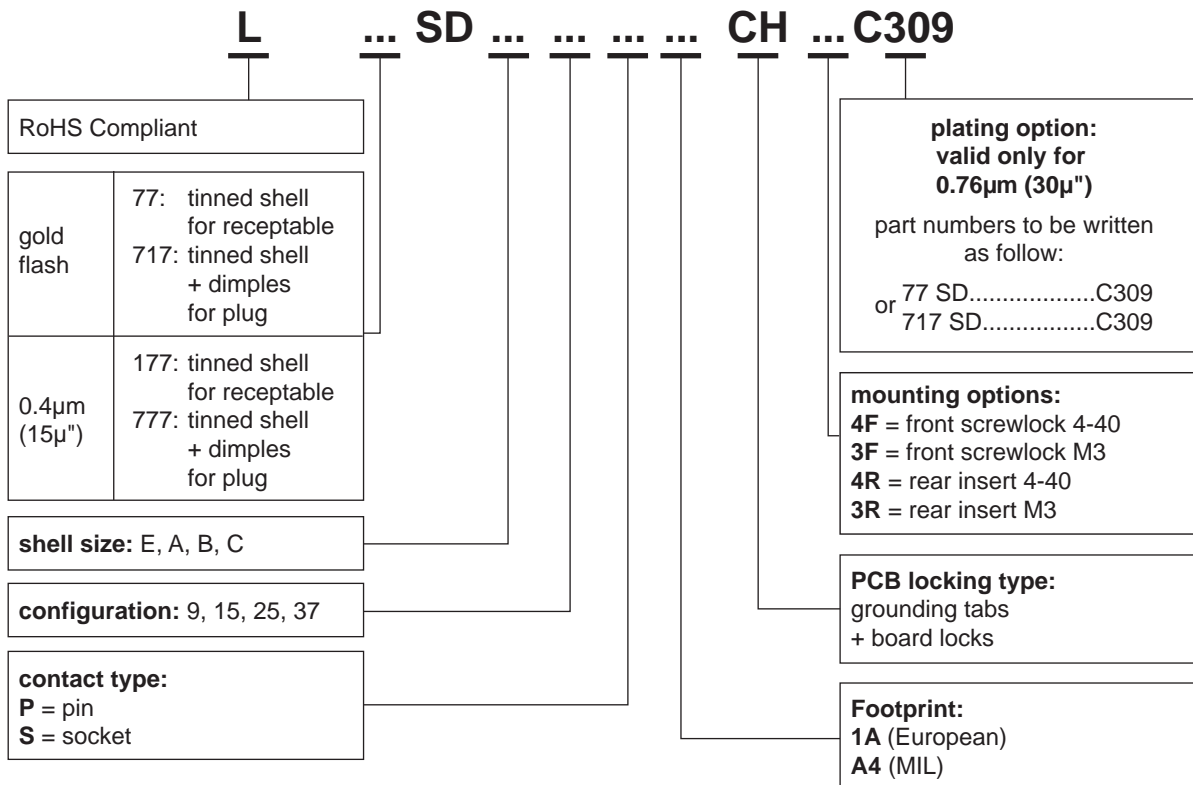 L ... SD ... ... ... ... CH ... C309
RoHS Compliant
gold
flash
77: tinned shell
for receptable
717: tinned shell
+ dimples
for plug
0.4µm
(15µ")
177: tinned shell
for receptable
777: tinned shell
+ dimples
for plug
shell size: E, A, B, C
configuration: 9, 15, 25, 37
contact type:
P = pin
S = socket
plating option:
valid only for
0.76µm (30µ")
part numbers to be written
as follow:
or 77 SD...................C309
717 SD.................C309
mounting options:
4F = front screwlock 4-40
3F = front screwlock M3
4R = rear insert 4-40
3R = rear insert M3
PCB locking type:
grounding tabs
+ board locks
Footprint:
1A (European)
A4 (MIL)